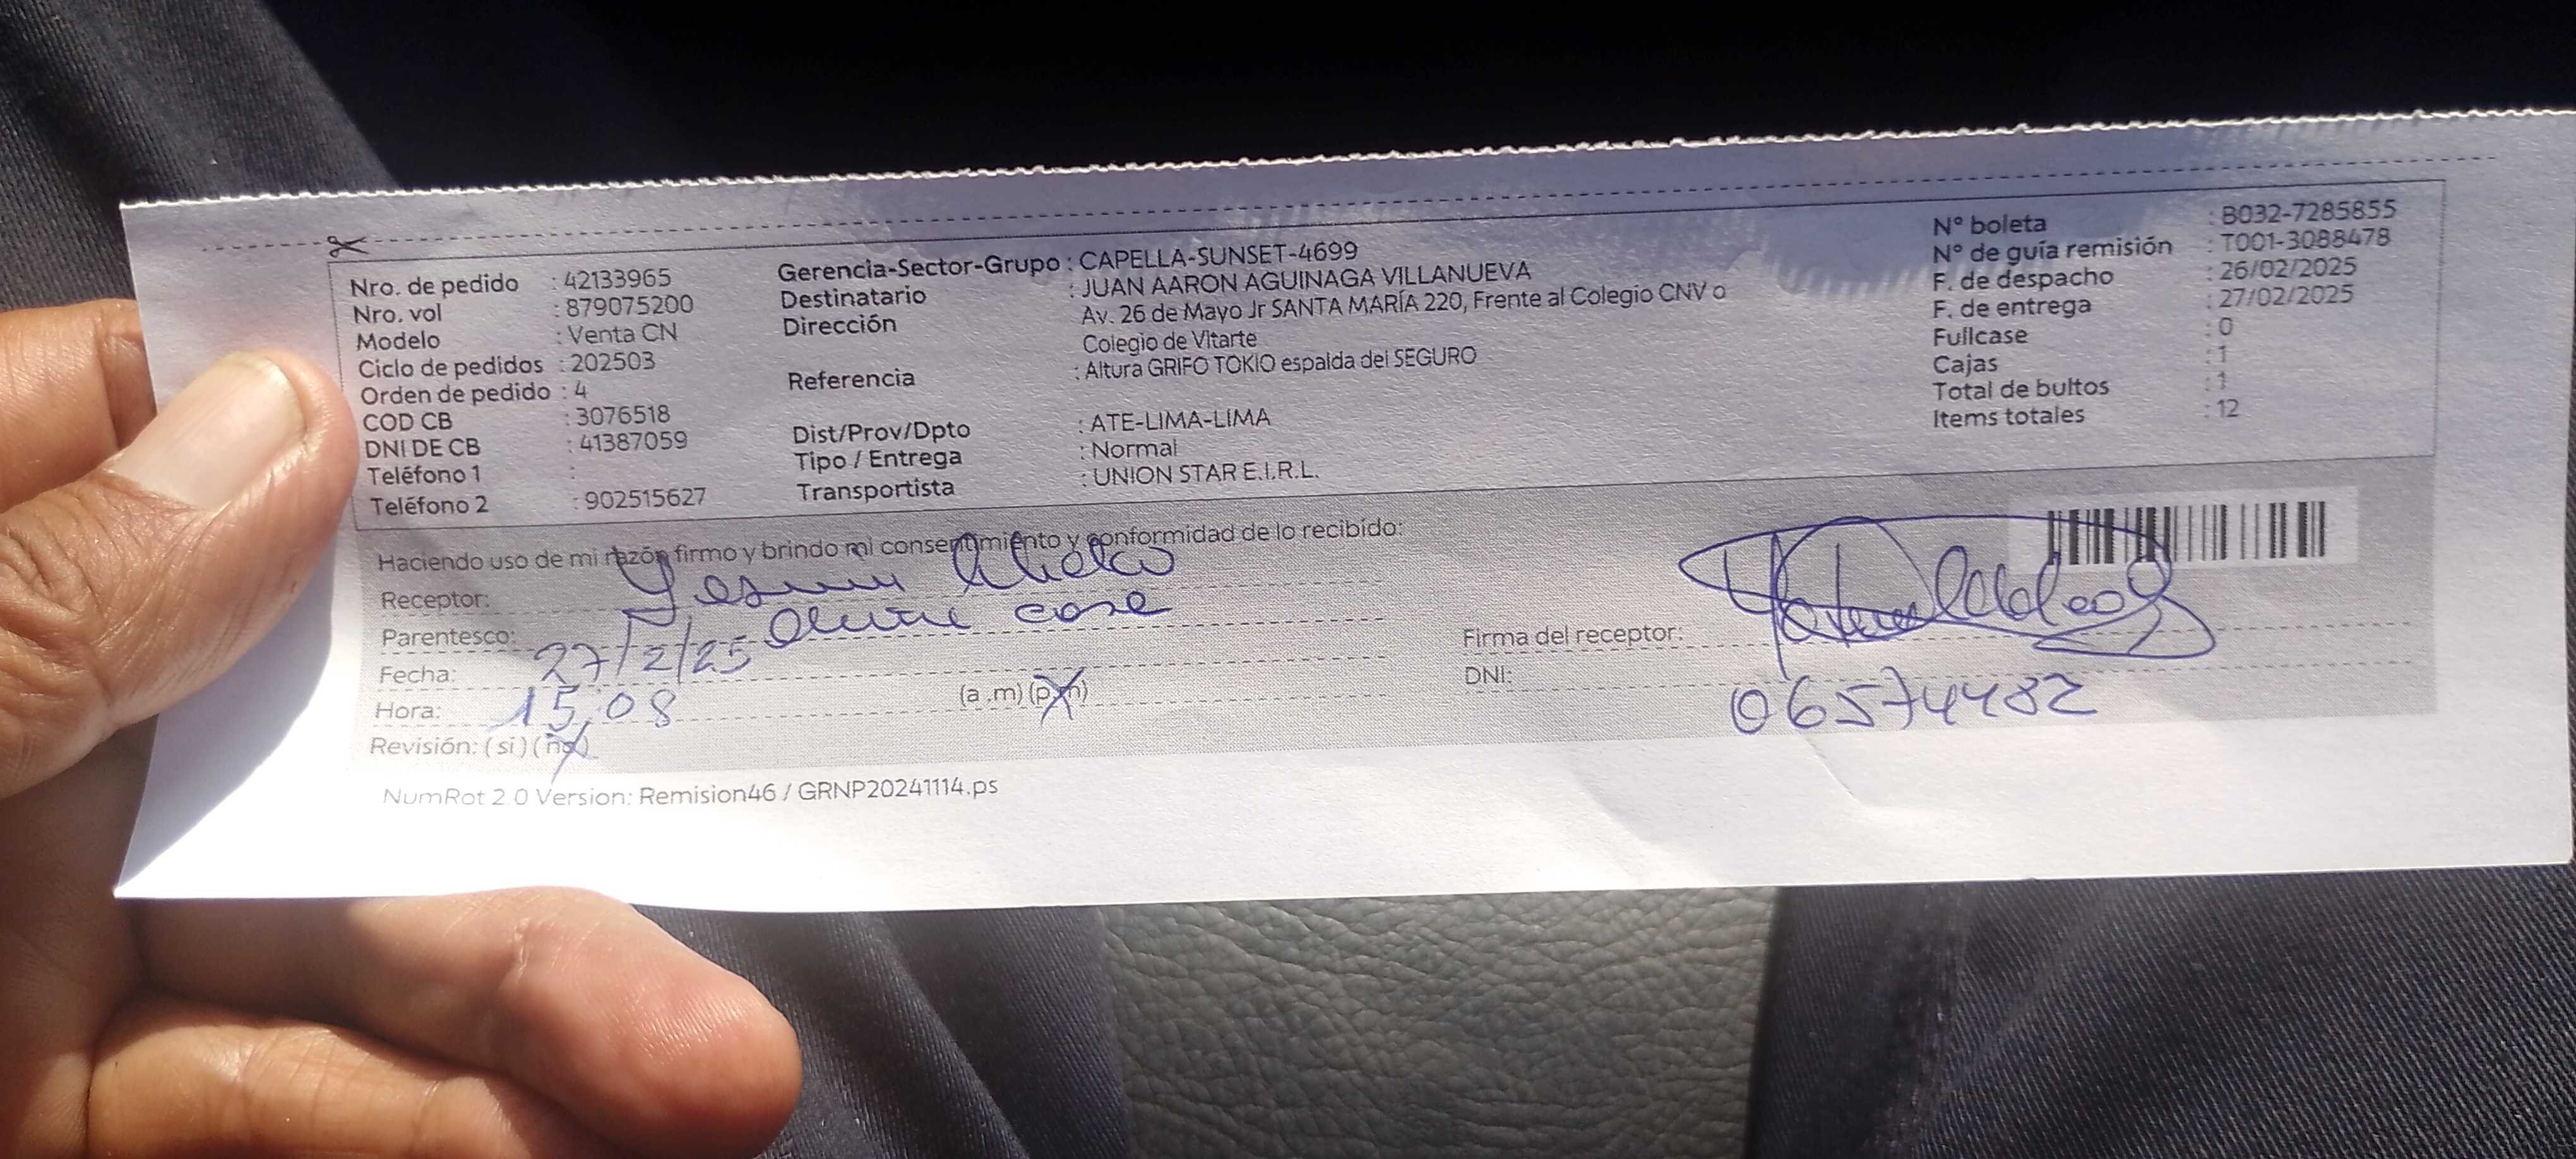 Nro. de pedido : 42133965
Nro. vol : 879075200
Modelo : Venta CN
Ciclo de pedidos : 202503
Orden de pedido : 4
COD CB : 3076518
DNI DE CB : 41387059
Teléfono 1 :
Teléfono 2 : 902515627
Gerencia-Sector-Grupo : CAPELLA-SUNSET-4699
Destinatario : JUAN AARON AGUINAGA VILLANUEVA
Dirección Av. 26 de Mayo Jr SANTA MARÍA 220, Frente al Colegio CNV o
Colegio de Vitarte
Referencia : Altura GRIFO TOKIO espalda del SEGURO
Dist/Prov/Dpto : ATE-LIMA-LIMA
Tipo / Entrega : Normal
Transportista : UNION STAR E.I.R.L.
N° boleta : B032-7285855
N° de guía remisión : T001-3088478
F. de despacho : 26/02/2025
F. de entrega : 27/02/2025
Fullcase : 0
Cajas : 1
Total de bultos : 1
Items totales : 12
Haciendo uso de mi razón firmo y brindo mi consentimiento y conformidad de lo recibido:
Receptor:
Parentesco:
Fecha: 27/2/25
Hora: 15:08 (a.m) (p.m)
Revisión: (si) (no)
Firma del receptor:
DNI: 06574482
NumRot 2.0 Version: Remision46 / GRNP20241114.ps